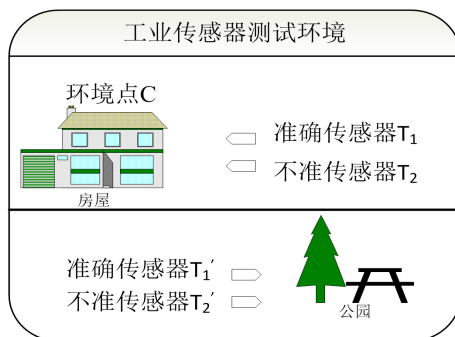 工业传感器测试环境
环境点C
准确传感器T₁
不准传感器T₂
房屋
准确传感器T₁′
不准传感器T₂′
公园